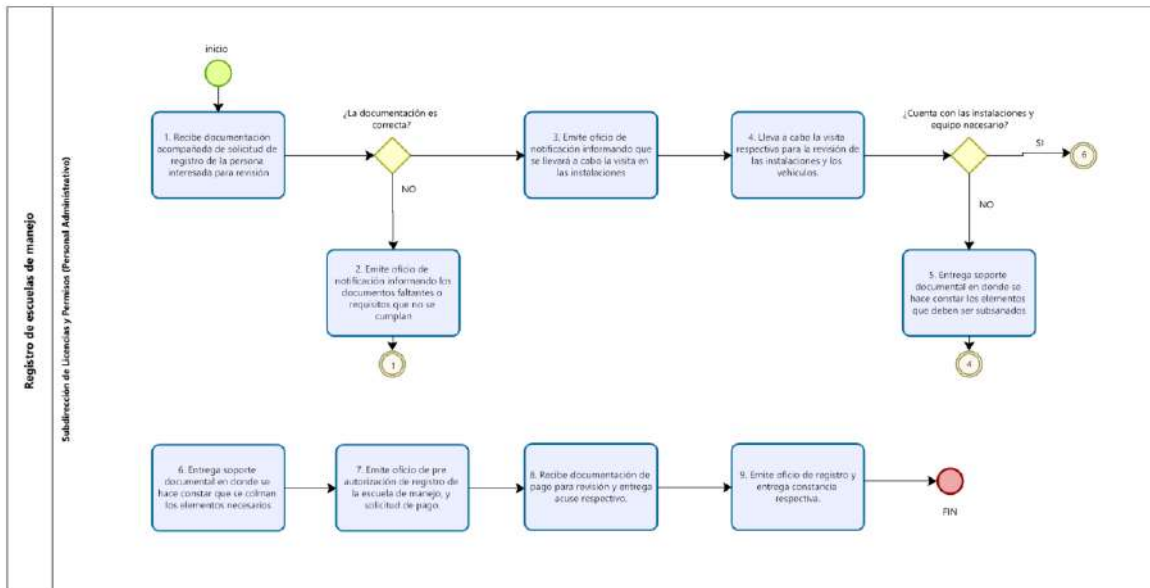 Registro de escuelas de manejo
Subdirección de Licencias y Permisos (Personal Administrativo)
inicio
1. Recibe documentación
acompañada de solicitud de
registro de la persona
interesada para revisión
¿La documentación es
correcta?
NO
2. Emite oficio de
notificación informando los
documentos faltantes o
requisitos que no se
cumplan
1
3. Emite oficio de
notificación informando que
se llevará a cabo la visita en
las instalaciones
4. Lleva a cabo la visita
respectiva para la revisión de
las instalaciones y los
vehículos.
¿Cuenta con las instalaciones y
equipo necesario?
SI
6
NO
5. Entrega soporte
documental en donde se
hace constar los elementos
que deben ser subsanados
4
6. Entrega soporte
documental en donde se
hace constar que se colman
los elementos necesarios
7. Emite oficio de pre
autorización de registro de
la escuela de manejo, y
solicitud de pago.
8. Recibe documentación de
pago para revisión y entrega
acuse respectivo.
9. Emite oficio de registro y
entrega constancia
respectiva.
FIN